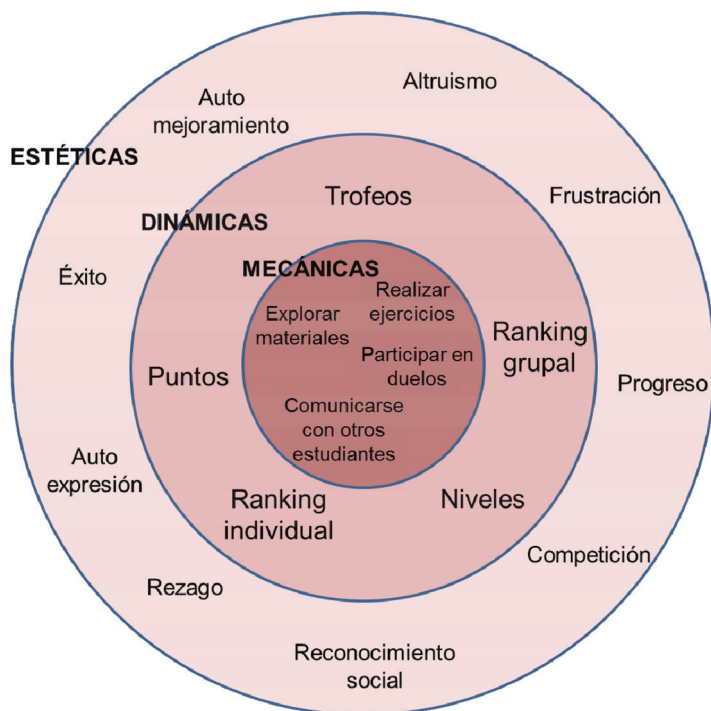 Altruismo
Auto
mejoramiento
ESTÉTICAS
Frustración
Trofeos
DINÁMICAS
MECÁNICAS
Éxito
Realizar
ejercicios
Explorar
materiales
Ranking
grupal
Participar en
duelos
Puntos
Progreso
Comunicarse
con otros
estudiantes
Auto
expresión
Ranking
individual
Niveles
Competición
Rezago
Reconocimiento
social